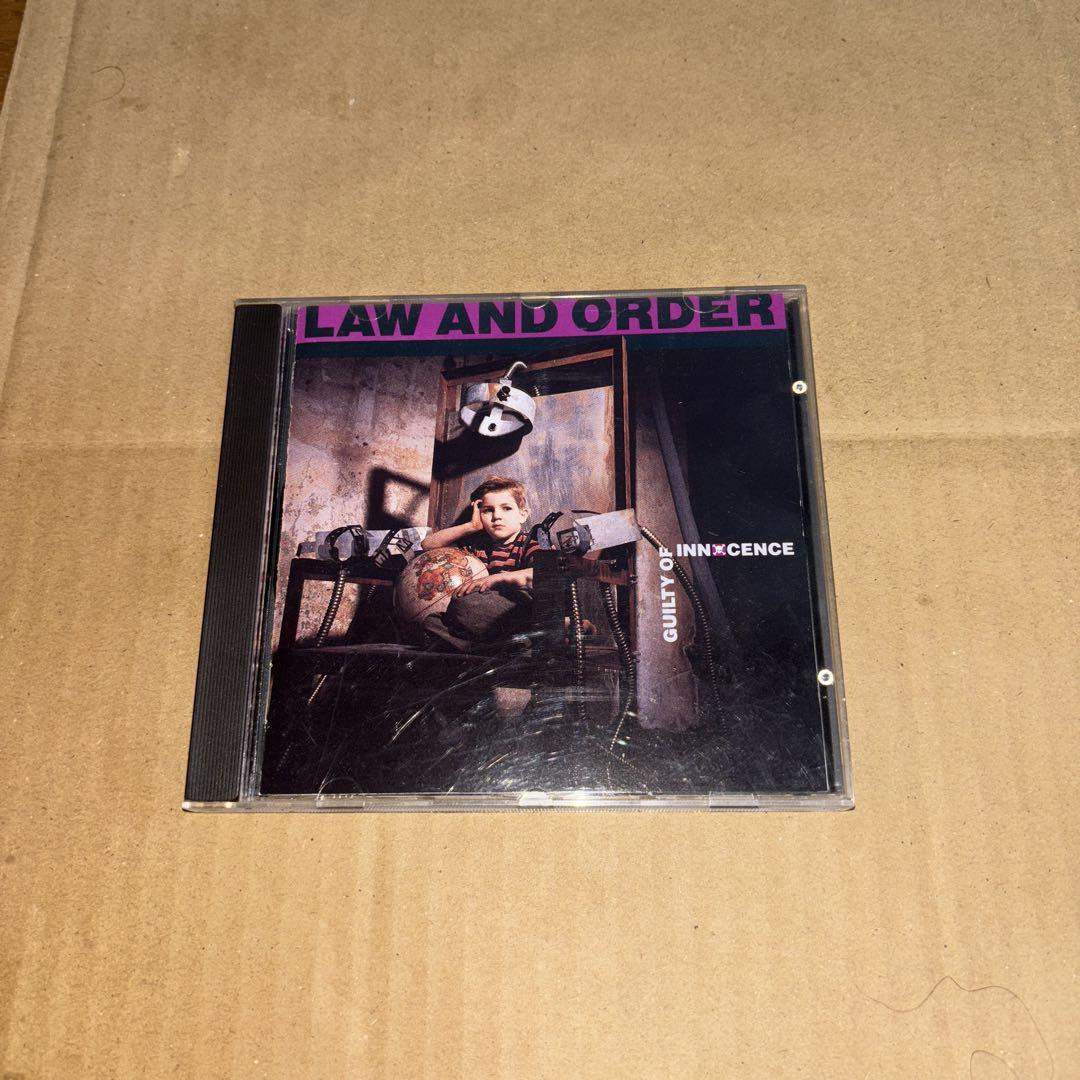 LAW AND ORDER
GUILTY OF
INNOCENCE